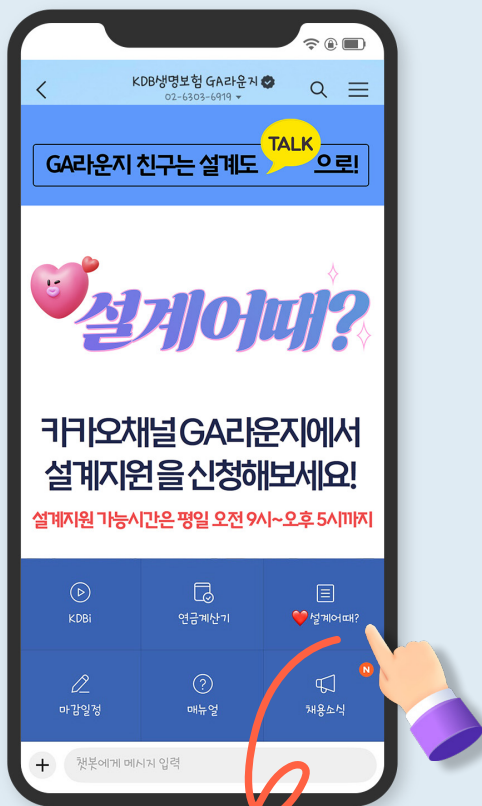 KDB생명보험 GA라운지
02-6303-6919
GA라운지 친구는 설계도 TALK 으로!
설계어때?
카카오채널 GA라운지에서
설계지원 을 신청해보세요!
설계지원 가능시간은 평일 오전 9시~오후 5시까지
KDBi
연금계산기
설계어때?
마감일정
매뉴얼
N
채용소식
+ 챗봇에게 메시지 입력